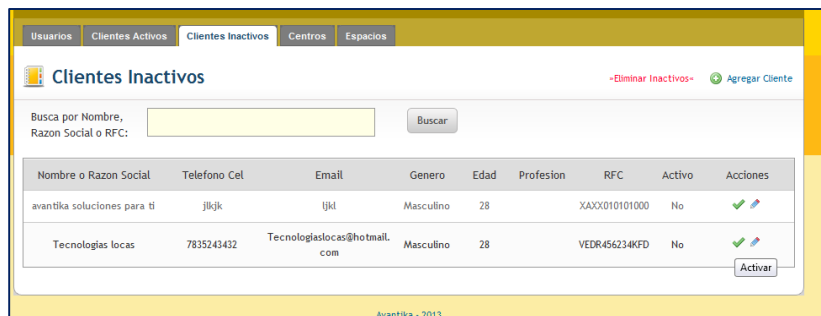 Usuarios Clientes Activos Clientes Inactivos Centros Espacios
Clientes Inactivos
»Eliminar Inactivos« Agregar Cliente
Busca por Nombre,
Razon Social o RFC:
Buscar
Nombre o Razon Social Telefono Cel Email Genero Edad Profesion RFC Activo Acciones
avantika soluciones para ti jlkjk ljkl Masculino 28 XAXX010101000 No
Tecnologias locas 7835243432 Tecnologiaslocas@hotmail.com Masculino 28 VEDR456234KFD No
Activar
Avantika - 2013